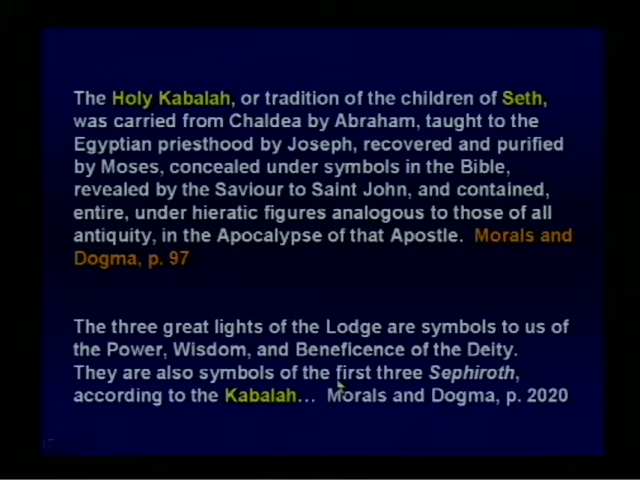 The Holy Kabalah, or tradition of the children of Seth,
was carried from Chaldea by Abraham, taught to the
Egyptian priesthood by Joseph, recovered and purified
by Moses, concealed under symbols in the Bible,
revealed by the Saviour to Saint John, and contained,
entire, under hieratic figures analogous to those of all
antiquity, in the Apocalypse of that Apostle. Morals and
Dogma, p. 97
The three great lights of the Lodge are symbols to us of
the Power, Wisdom, and Beneficence of the Deity.
They are also symbols of the first three Sephiroth,
according to the Kabalah... Morals and Dogma, p. 2020